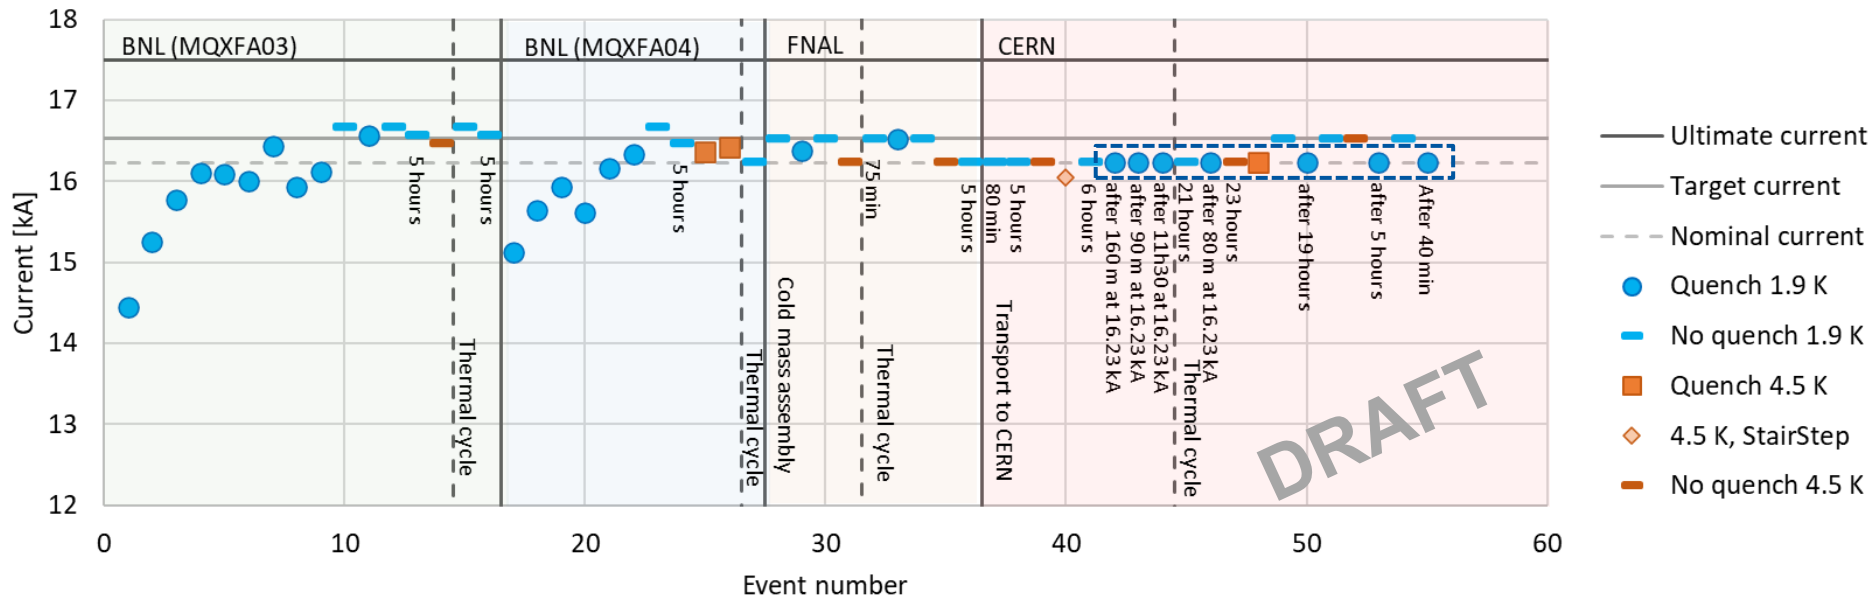 18
17
16
15
14
13
12
Current [kA]
BNL (MQXFA03)
BNL (MQXFA04)
FNAL
CERN
5 hours
5 hours
5 hours
75 min
5 hours
80 min
5 hours
6 hours
after 160 m at 16.23 kA
after 90 m at 16.23 kA
after 11h30 at 16.23 kA
21 hours
after 80 m at 16.23 kA
23 hours
after 19 hours
after 5 hours
After 40 min
Thermal cycle
Thermal cycle
Cold mass assembly
Thermal cycle
Transport to CERN
Thermal cycle
DRAFT
0
10
20
30
40
50
60
Event number
Ultimate current
Target current
Nominal current
Quench 1.9 K
No quench 1.9 K
Quench 4.5 K
4.5 K, StairStep
No quench 4.5 K